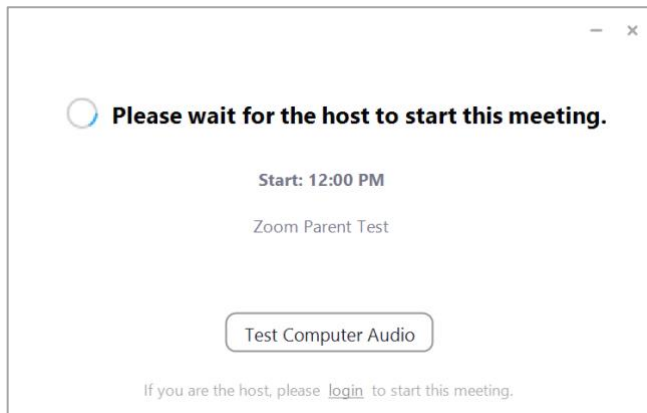 Please wait for the host to start this meeting.
Start: 12:00 PM
Zoom Parent Test
Test Computer Audio
If you are the host, please login to start this meeting.